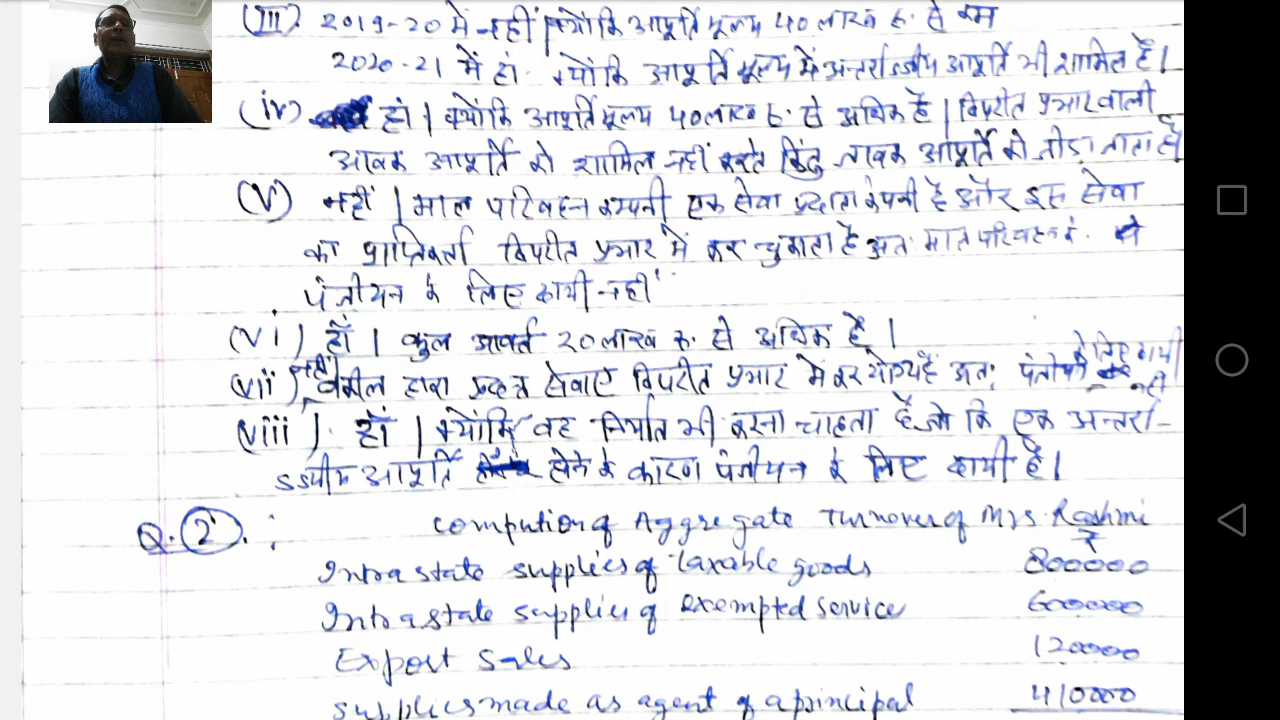 (III) 2019-20 में नहीं | क्योंकि आपूर्ति मूल्य 40 लाख रु. से कम
2020-21 में हां. क्योंकि आपूर्ति मूल्य में अन्तर्राज्यीय आपूर्ति भी शामिल है।
(iv) हां | क्योंकि आपूर्ति मूल्य 40 लाख रु. से अधिक है | विपरीत प्रभार वाली
आवक आपूर्ति को शामिल नहीं करते किंतु जावक आपूर्ति को जोड़ा जाता है
(V) नहीं | माल परिवहन कम्पनी एक सेवा प्रदाता कंपनी है और इस सेवा
का प्राप्तिकर्ता विपरीत प्रभार में कर चुकाता है अतः माल परिवहन कं.
पंजीयन के लिए दायी नहीं
(vi) हाँ | कुल आवर्त 20 लाख रु. से अधिक है |
(vii) नहीं वकील द्वारा प्रदत्त सेवाएं विपरीत प्रभार में कर योग्य है अतः पंजीयन के लिए दायी नहीं
(viii) हाँ | क्योंकि वह निर्यात भी करना चाहता है जो कि एक अन्तर्रा-
ज्यीय आपूर्ति होने के कारण पंजीयन के लिए दायी है |
Q. 2. : Compution of Aggregate Turnover of Mrs. Rashmi
₹
Intra state supplies of taxable goods 800000
Intra state supplies of exempted service 600000
Export Sales 120000
supplies made as agent of a principal 410000